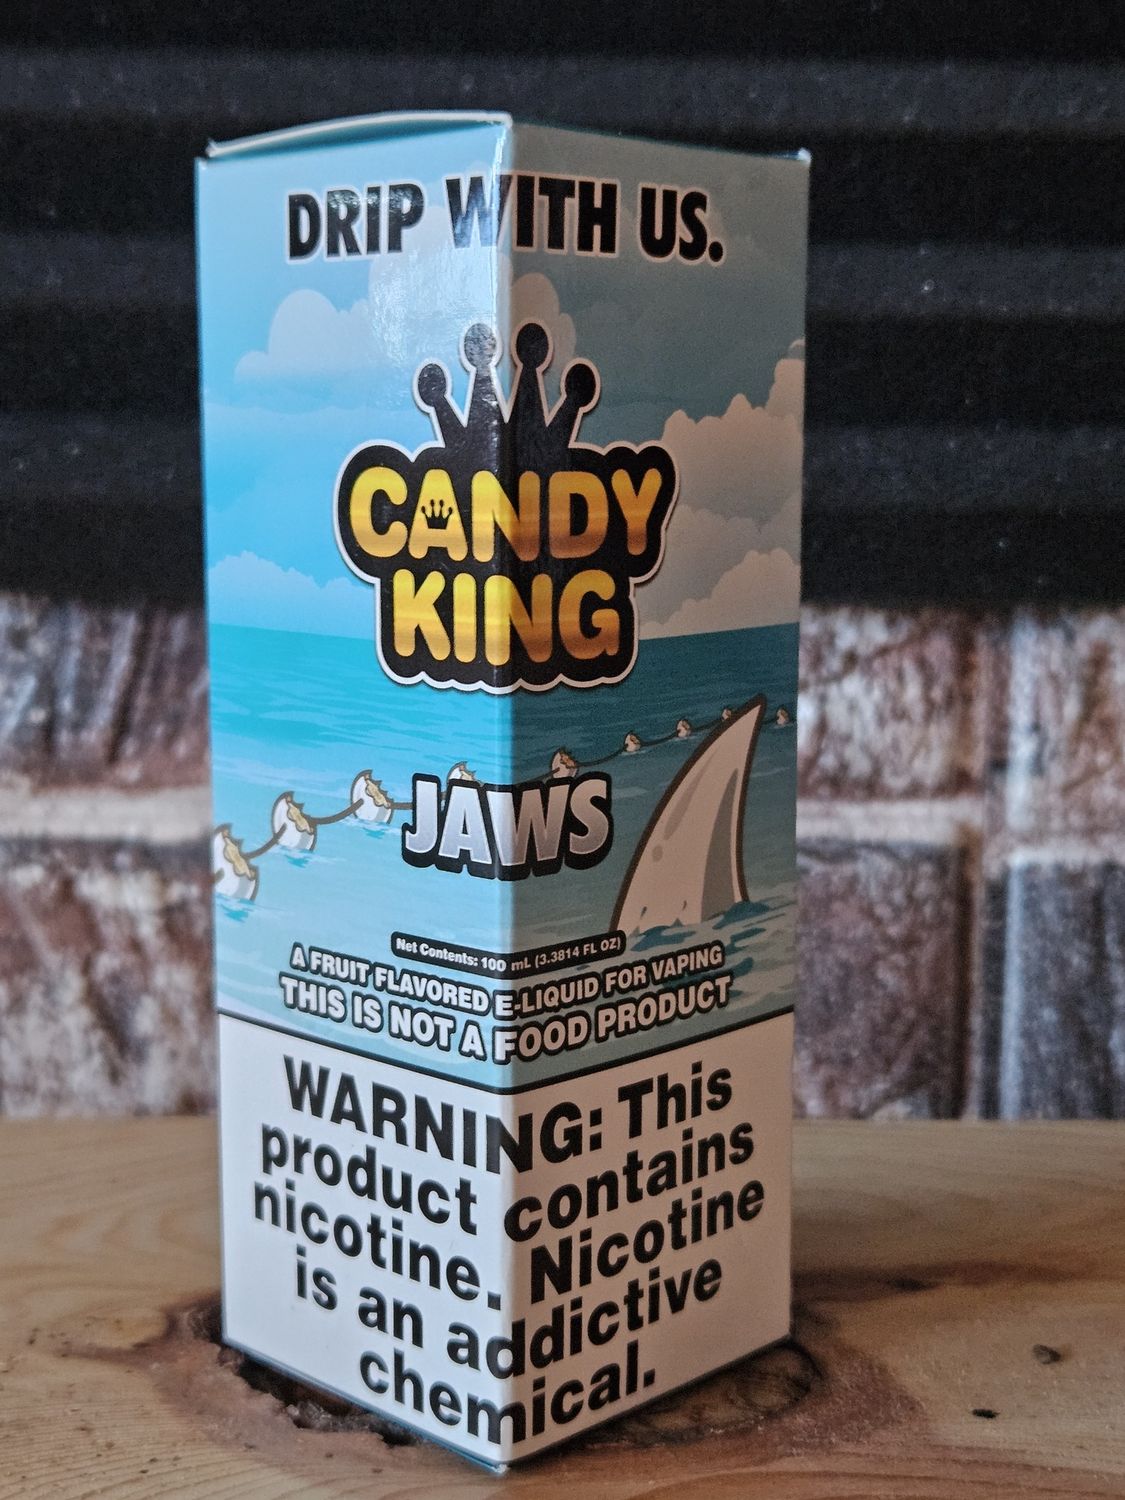 DRIP WITH US.
CANDY
KING
JAWS
Net Contents: 100 mL (3.3814 FL OZ)
A FRUIT FLAVORED E-LIQUID FOR VAPING
THIS IS NOT A FOOD PRODUCT
WARNING: This
product contains
nicotine. Nicotine
is an addictive
chemical.